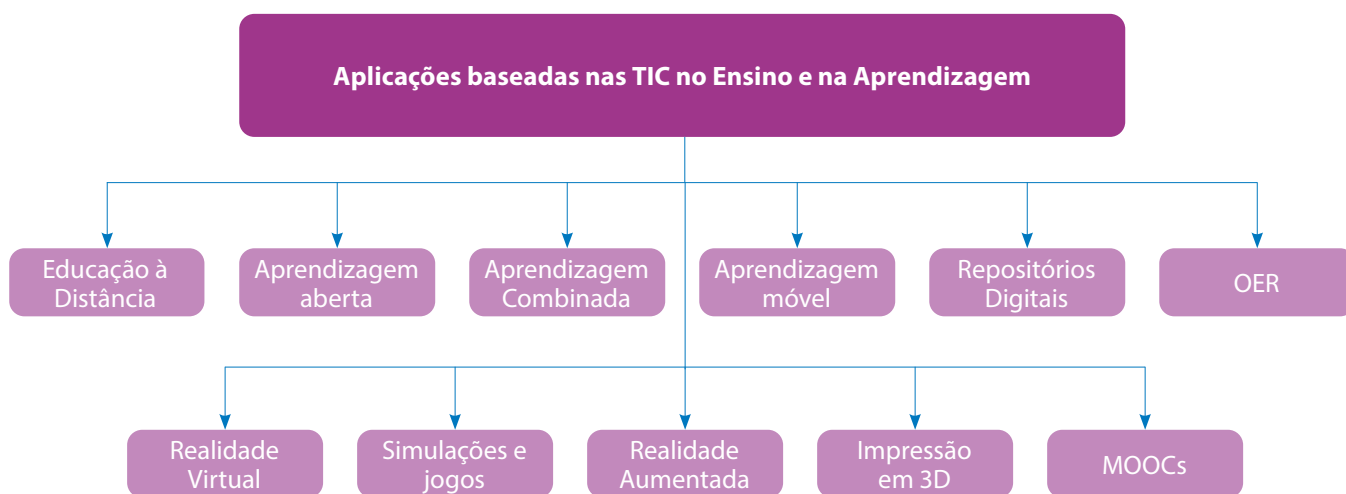 Aplicações baseadas nas TIC no Ensino e na Aprendizagem
Educação à
Distância
Aprendizagem
aberta
Aprendizagem
Combinada
Aprendizagem
móvel
Repositórios
Digitais
OER
Realidade
Virtual
Simulações e
jogos
Realidade
Aumentada
Impressão
em 3D
MOOCs